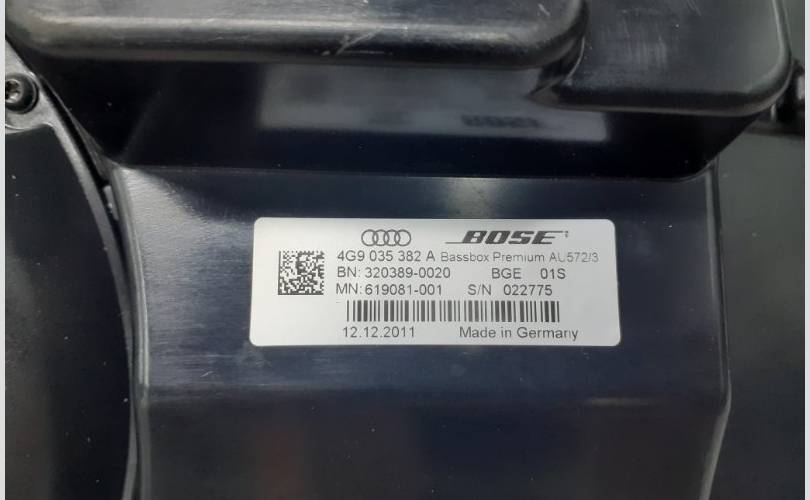 BOSE
4G9 035 382 A Bassbox Premium AU572/3
BN: 320389-0020 BGE 01S
MN: 619081-001 S/N 022775
12.12.2011 Made in Germany